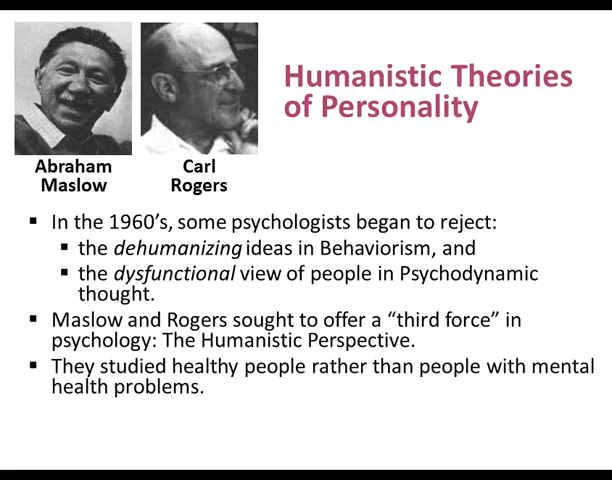 Humanistic Theories
of Personality
Abraham
Maslow
Carl
Rogers
▪ In the 1960’s, some psychologists began to reject:
▪ the dehumanizing ideas in Behaviorism, and
▪ the dysfunctional view of people in Psychodynamic
thought.
▪ Maslow and Rogers sought to offer a “third force” in
psychology: The Humanistic Perspective.
▪ They studied healthy people rather than people with mental
health problems.